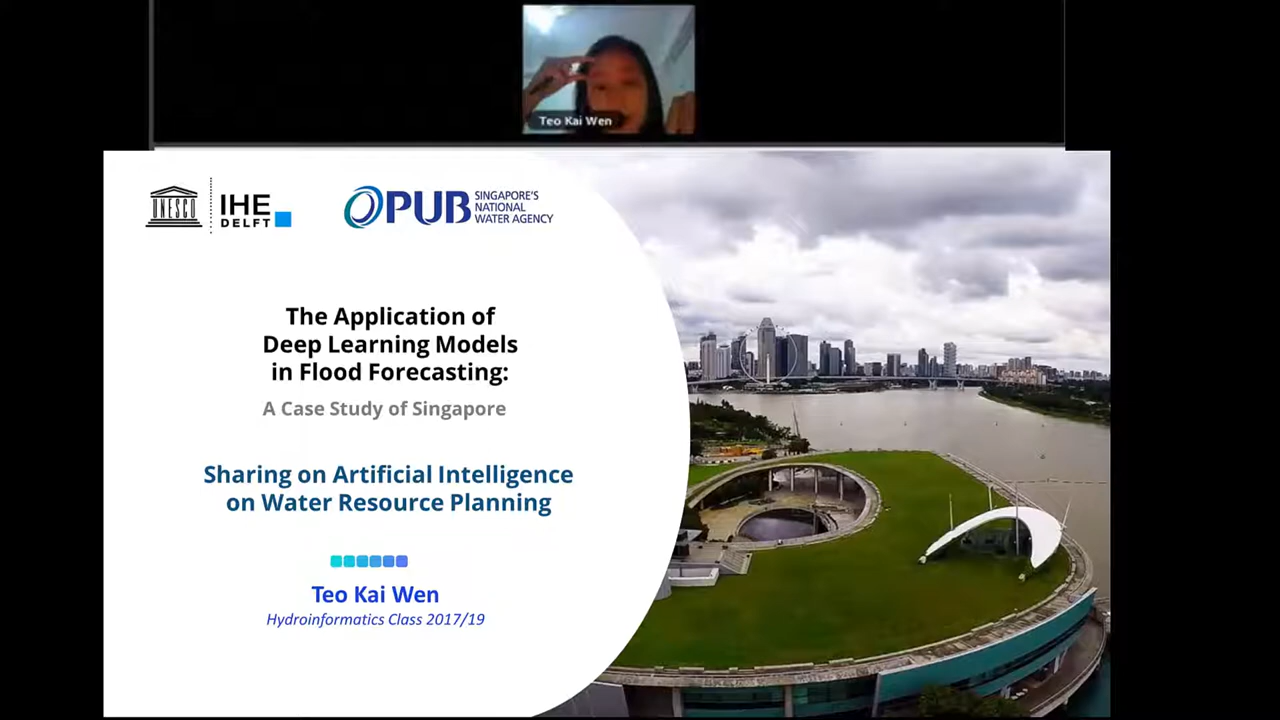 Teo Kai Wen
UNESCO
IHE
DELFT
PUB
SINGAPORE'S
NATIONAL
WATER AGENCY
The Application of
Deep Learning Models
in Flood Forecasting:
A Case Study of Singapore
Sharing on Artificial Intelligence
on Water Resource Planning
Teo Kai Wen
Hydroinformatics Class 2017/19